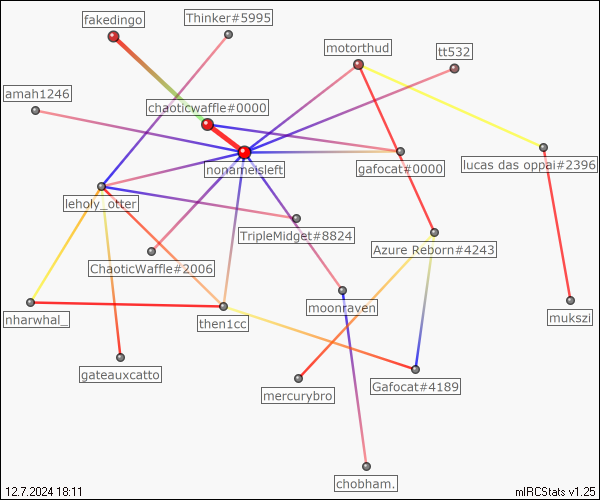 fakedingo
Thinker#5995
motorthud
tt532
amah1246
chaoticwaffle#0000
nonameisleft
gafocat#0000
lucas das oppai#2396
leholy_otter
TripleMidget#8824
Azure Reborn#4243
ChaoticWaffle#2006
nharwhal_
then1cc
moonraven
mukszi
gateauxcatto
mercurybro
Gafocat#4189
chobham.
12.7.2024 18:11
mIRCStats v1.25